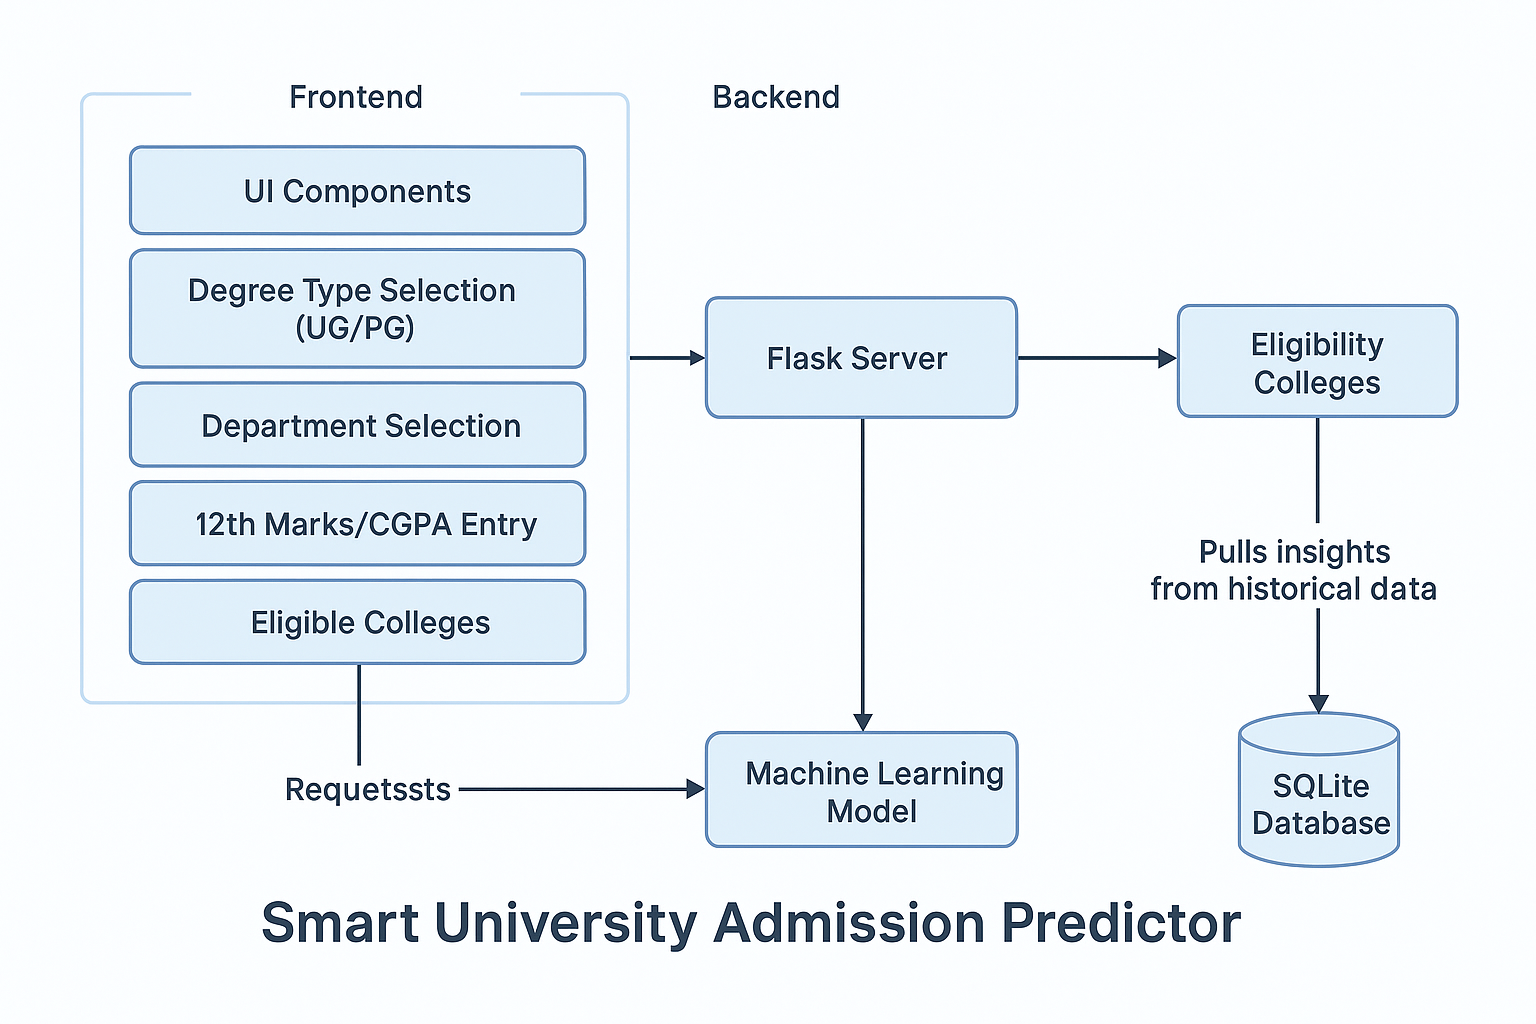 Frontend
Backend
UI Components
Degree Type Selection
(UG/PG)
Department Selection
12th Marks/CGPA Entry
Eligible Colleges
Flask Server
Eligibility
Colleges
Pulls insights
from historical data
Requetssts
Machine Learning
Model
SQLite
Database
Smart University Admission Predictor